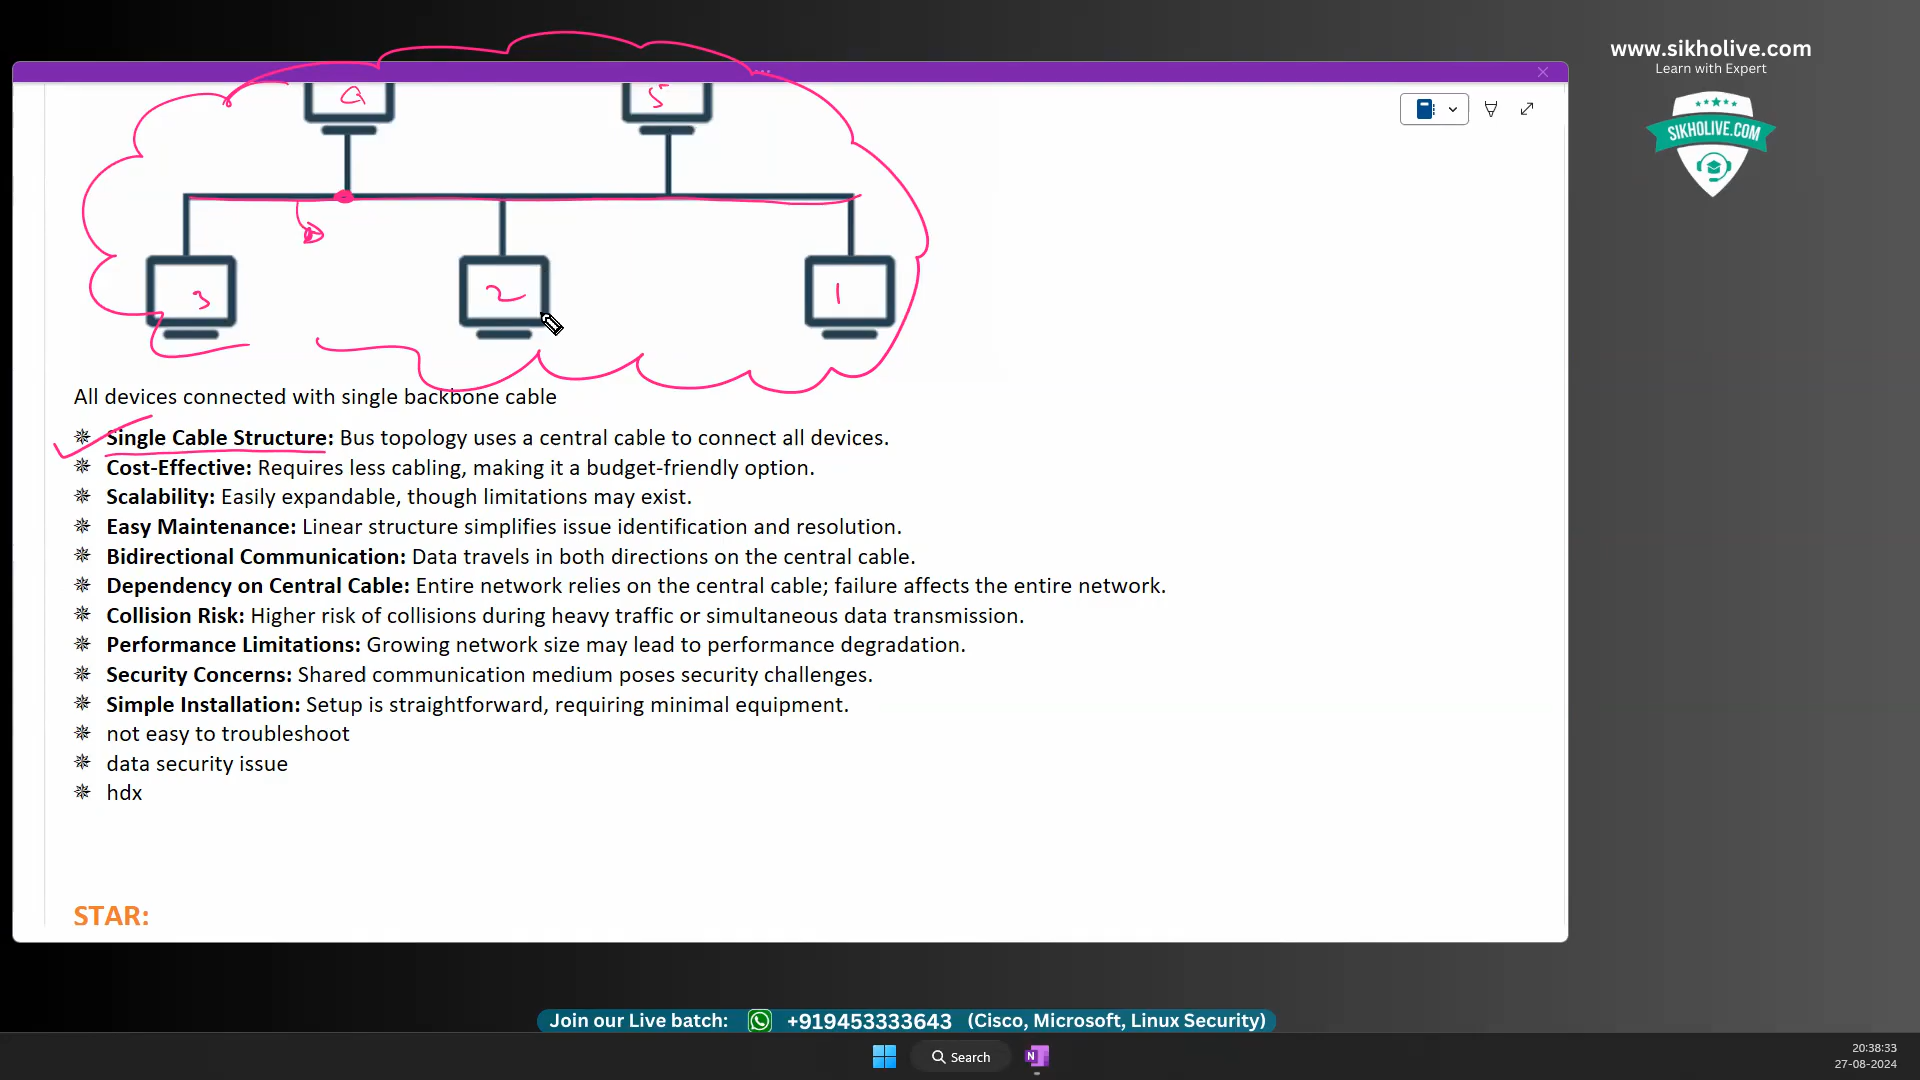 www.sikholive.com
Learn with Expert
SIKHOLIVE.COM
3
2
1
All devices connected with single backbone cable
Single Cable Structure: Bus topology uses a central cable to connect all devices.
Cost-Effective: Requires less cabling, making it a budget-friendly option.
Scalability: Easily expandable, though limitations may exist.
Easy Maintenance: Linear structure simplifies issue identification and resolution.
Bidirectional Communication: Data travels in both directions on the central cable.
Dependency on Central Cable: Entire network relies on the central cable; failure affects the entire network.
Collision Risk: Higher risk of collisions during heavy traffic or simultaneous data transmission.
Performance Limitations: Growing network size may lead to performance degradation.
Security Concerns: Shared communication medium poses security challenges.
Simple Installation: Setup is straightforward, requiring minimal equipment.
not easy to troubleshoot
data security issue
hdx
STAR:
Join our Live batch: +919453333643 (Cisco, Microsoft, Linux Security)
Search
N
20:38:33
27-08-2024